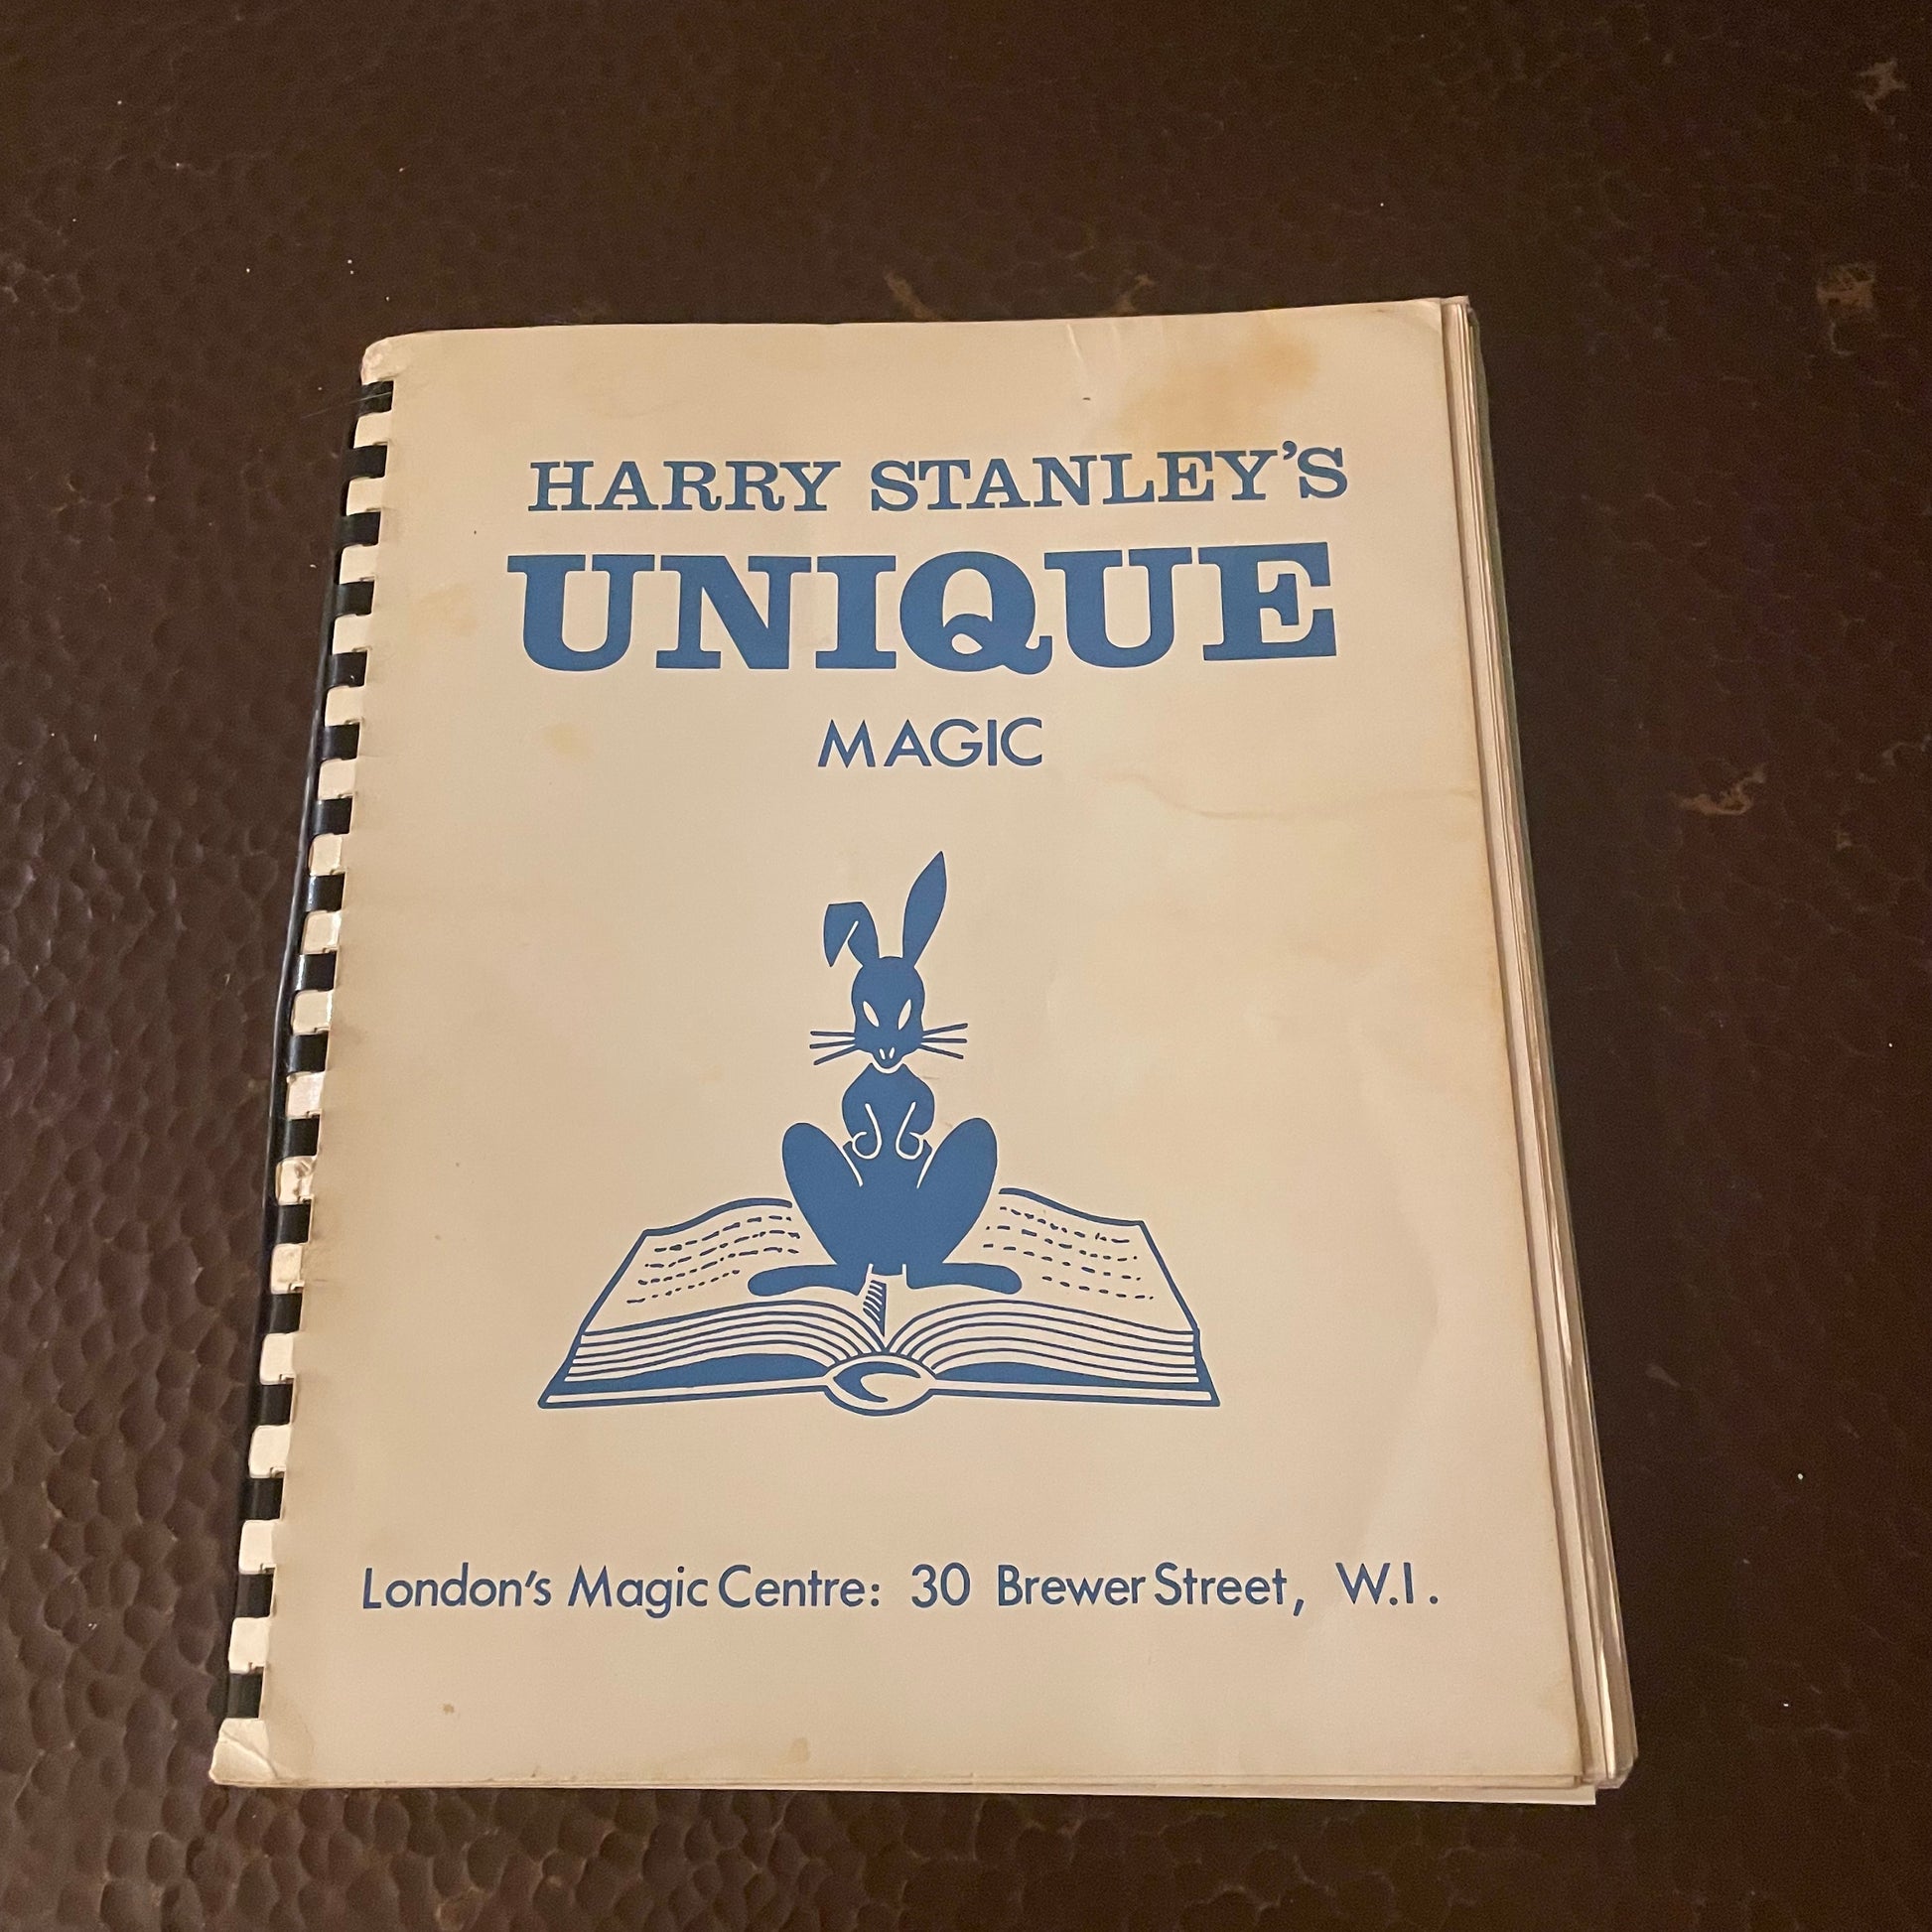 HARRY STANLEY'S
UNIQUE
MAGIC
London's Magic Centre: 30 Brewer Street, W.I.